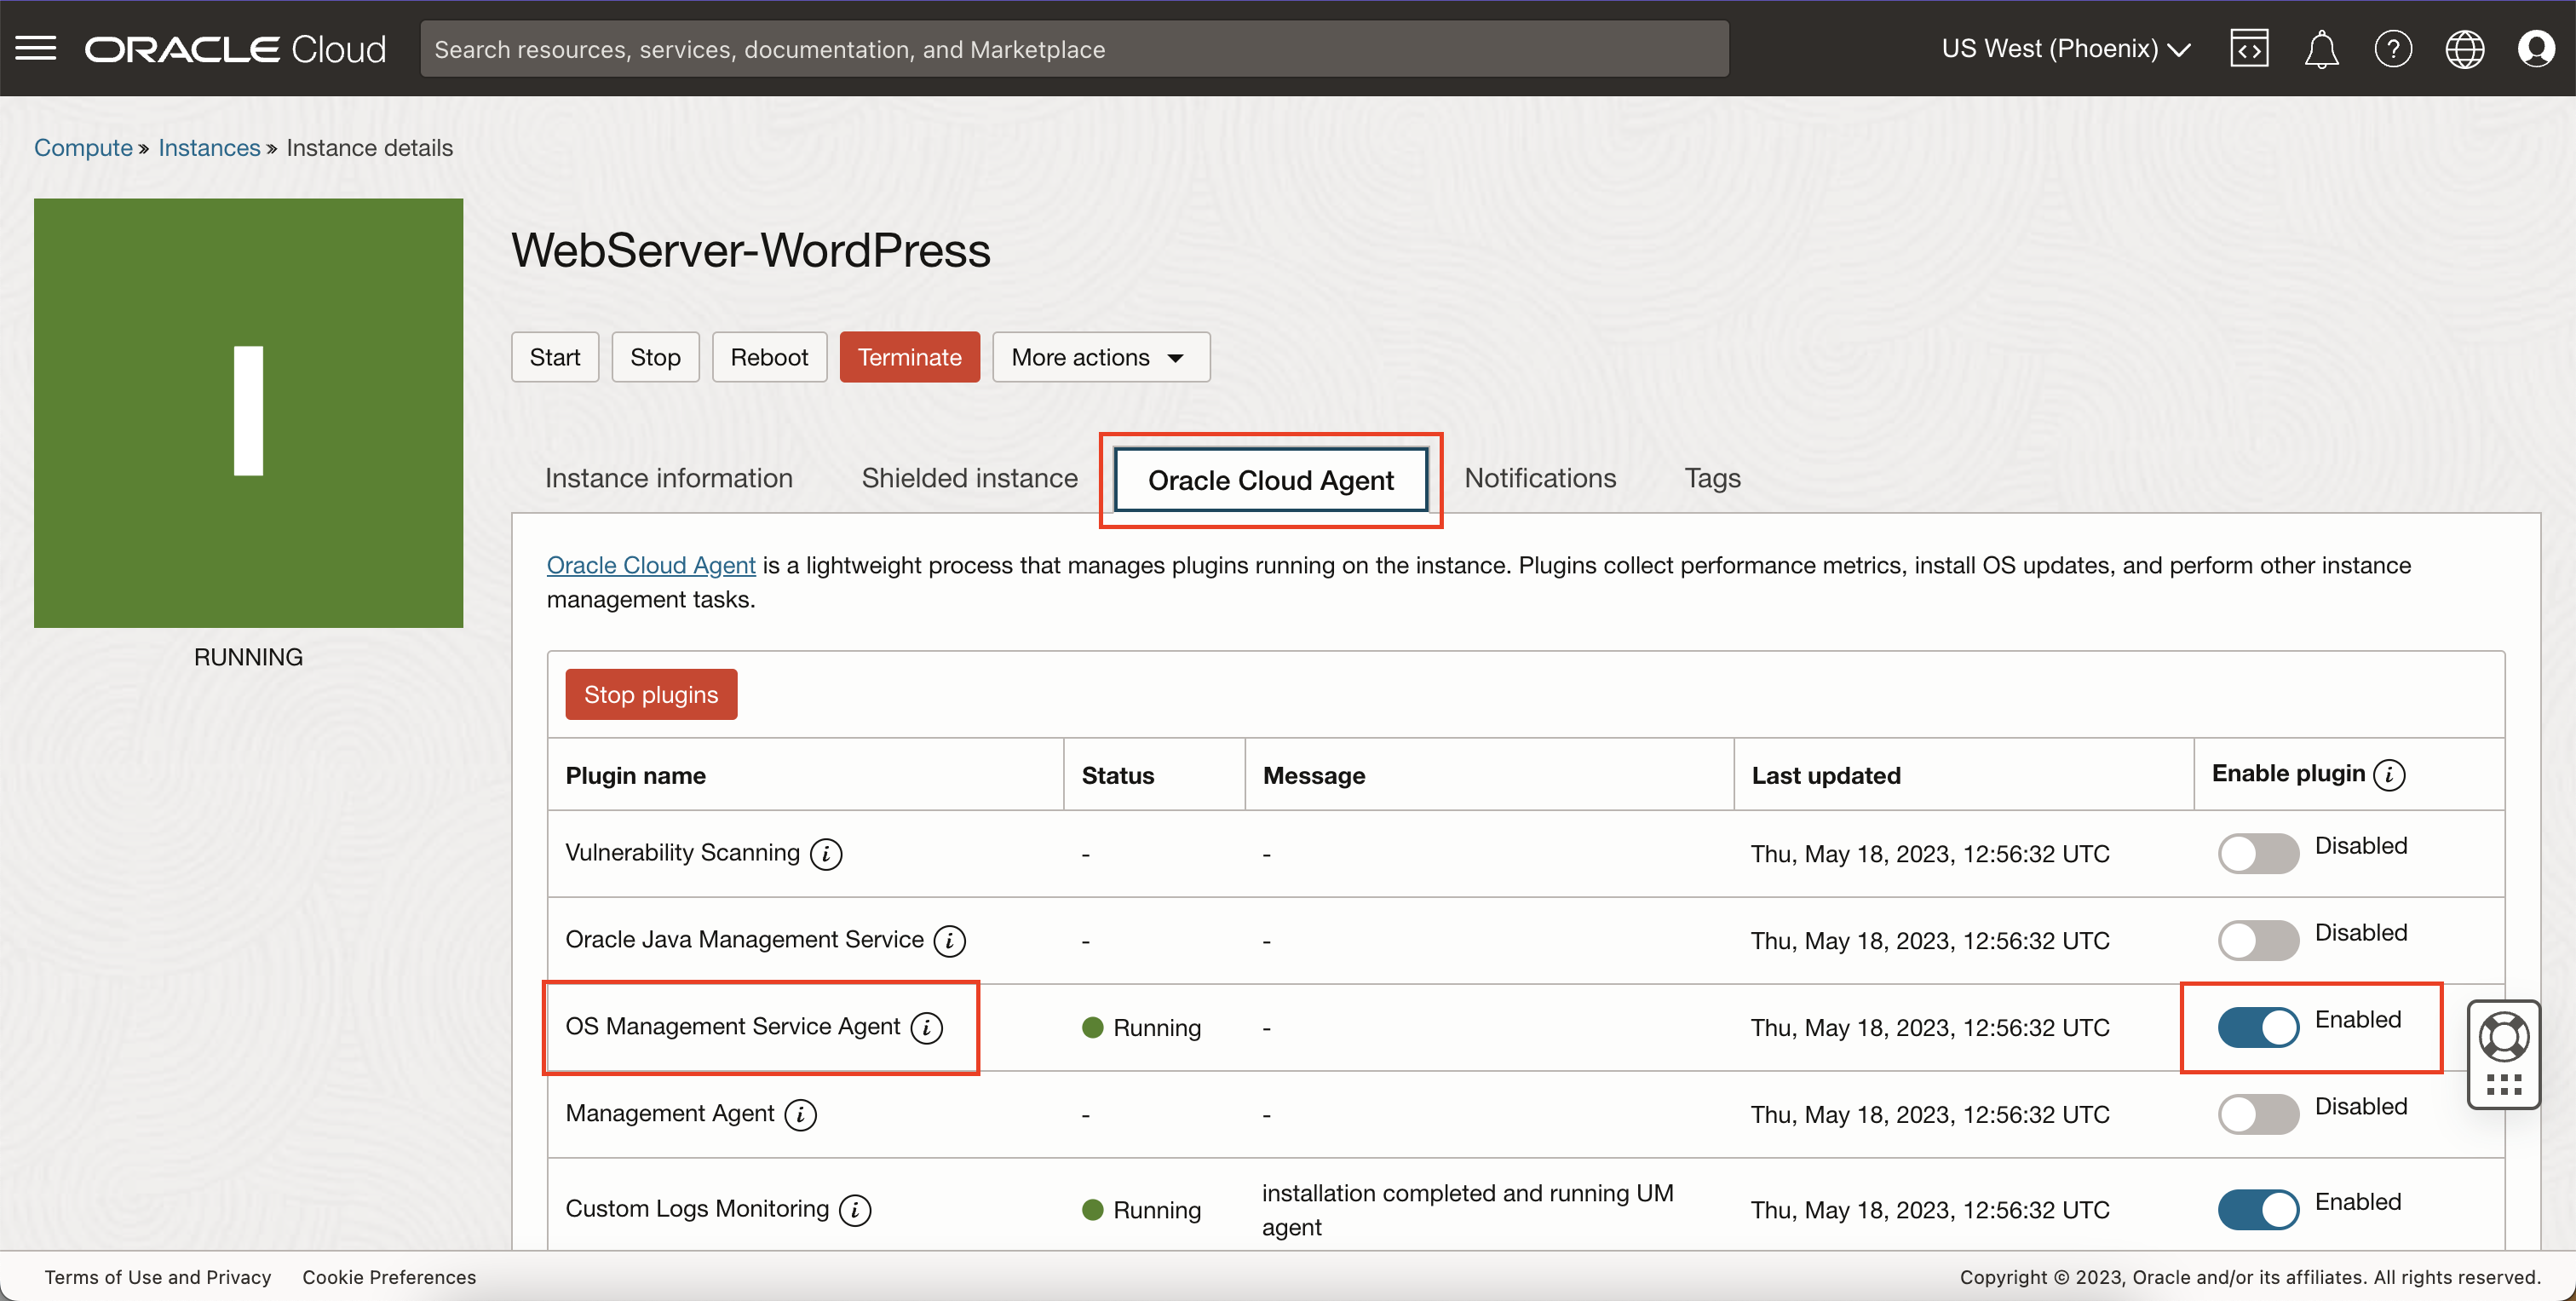 ORACLE Cloud
Search resources, services, documentation, and Marketplace
US West (Phoenix)
Compute » Instances » Instance details
I
RUNNING
WebServer-WordPress
Start Stop Reboot Terminate More actions
Instance information Shielded instance Oracle Cloud Agent Notifications Tags
Oracle Cloud Agent is a lightweight process that manages plugins running on the instance. Plugins collect performance metrics, install OS updates, and perform other instance
management tasks.
Stop plugins
Plugin name Status Message Last updated Enable plugin i
Vulnerability Scanning i - - Thu, May 18, 2023, 12:56:32 UTC Disabled
Oracle Java Management Service i - - Thu, May 18, 2023, 12:56:32 UTC Disabled
OS Management Service Agent i Running - Thu, May 18, 2023, 12:56:32 UTC Enabled
Management Agent i - - Thu, May 18, 2023, 12:56:32 UTC Disabled
Custom Logs Monitoring i Running installation completed and running UM
agent Thu, May 18, 2023, 12:56:32 UTC Enabled
Terms of Use and Privacy Cookie Preferences
Copyright © 2023, Oracle and/or its affiliates. All rights reserved.